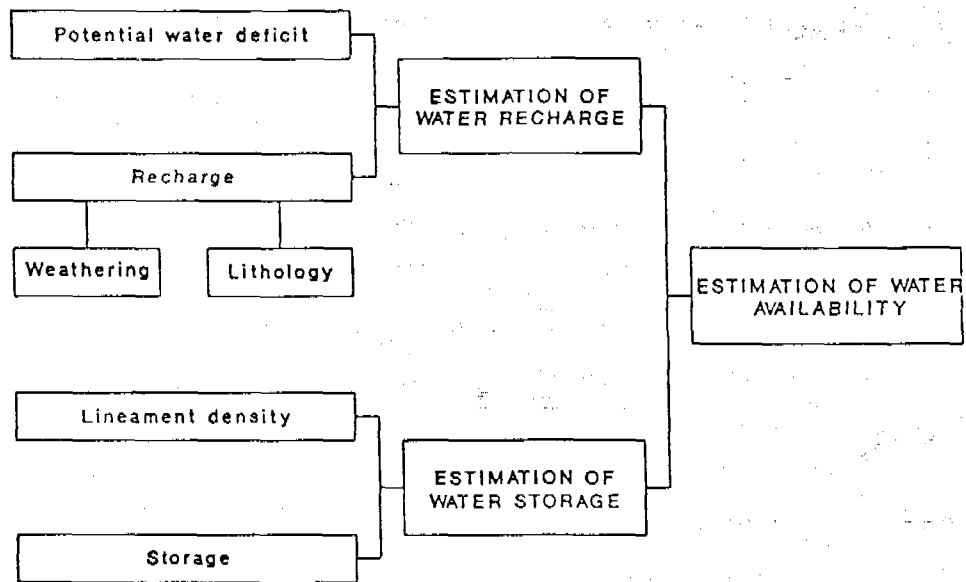 Potential water deficit
ESTIMATION OF
WATER RECHARGE
Recharge
Weathering
Lithology
ESTIMATION OF WATER
AVAILABILITY
Lineament density
ESTIMATION OF
WATER STORAGE
Storage